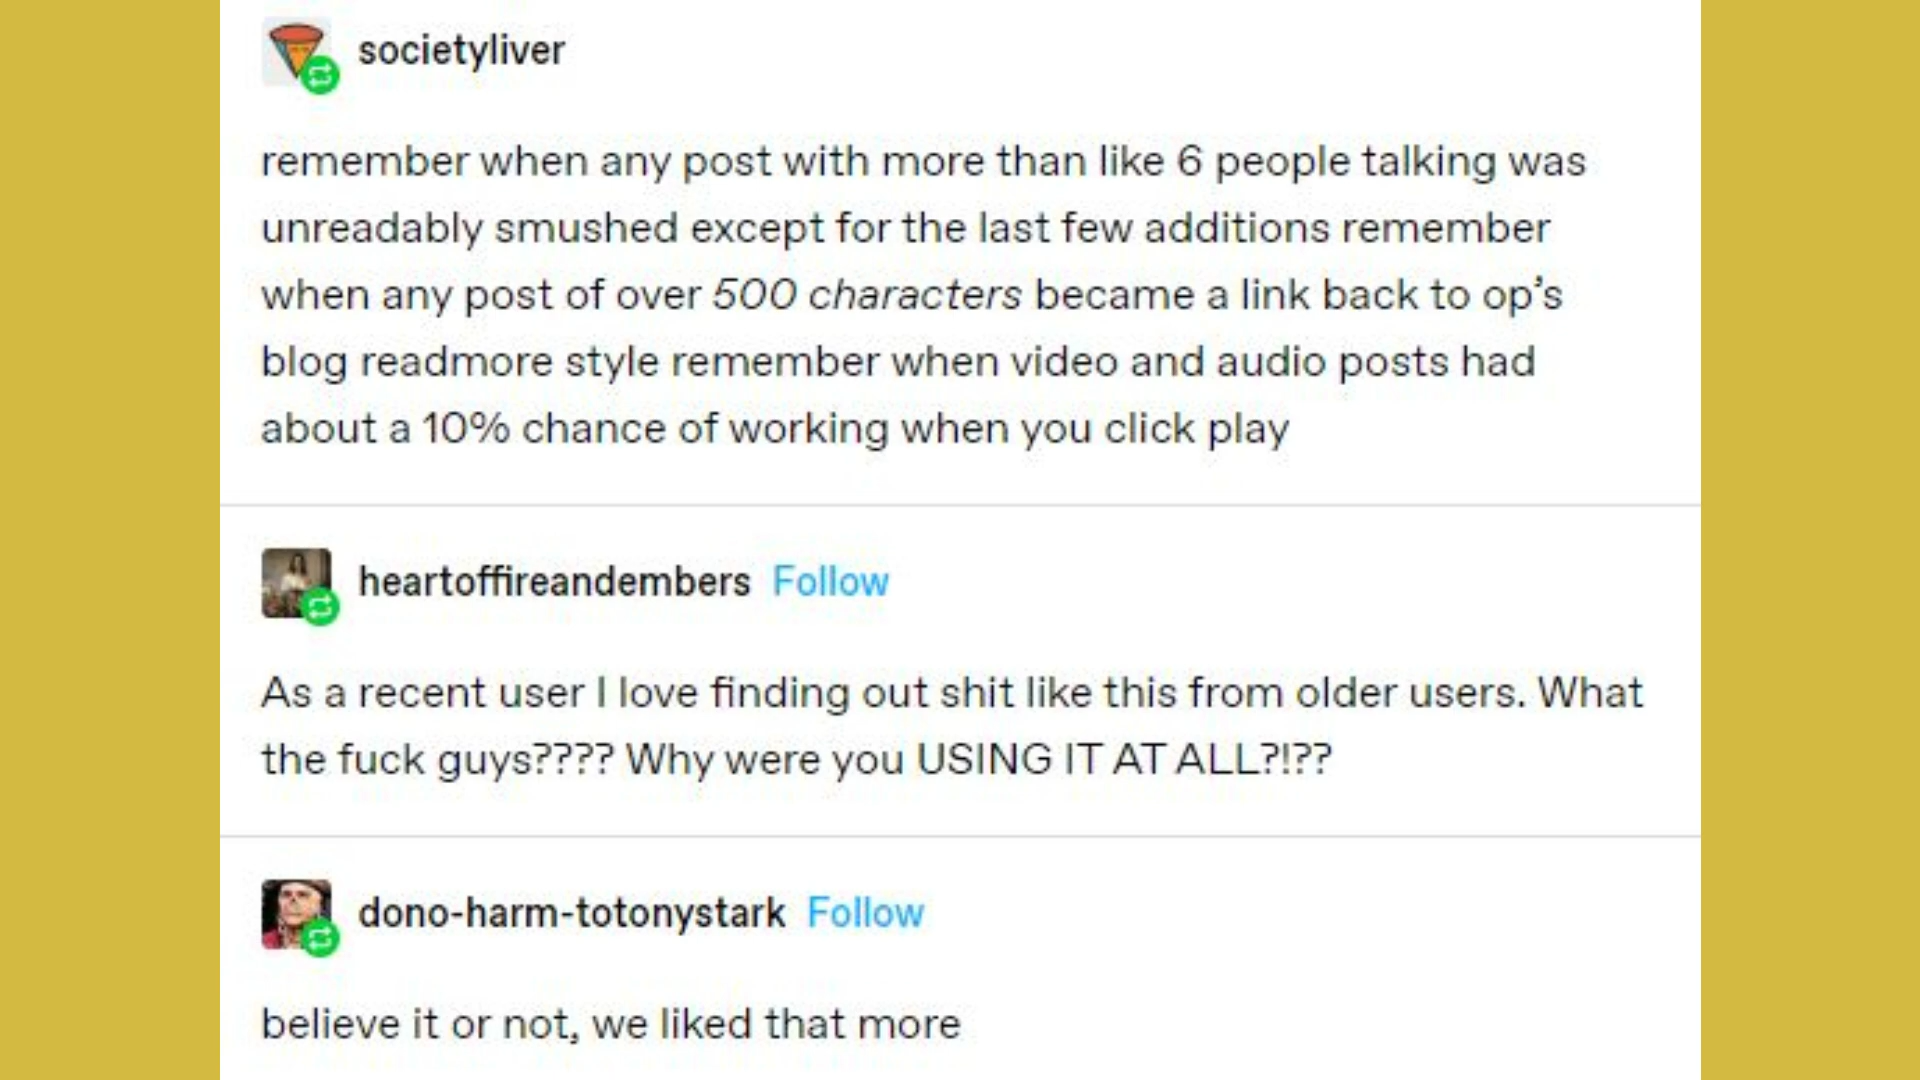 societyliver
remember when any post with more than like 6 people talking was
unreadably smushed except for the last few additions remember
when any post of over 500 characters became a link back to op's
blog readmore style remember when video and audio posts had
about a 10% chance of working when you click play
heartoffireandembers Follow
As a recent user I love finding out shit like this from older users. What
the fuck guys???? Why were you USING IT AT ALL?!??
dono-harm-totonystark Follow
believe it or not, we liked that more